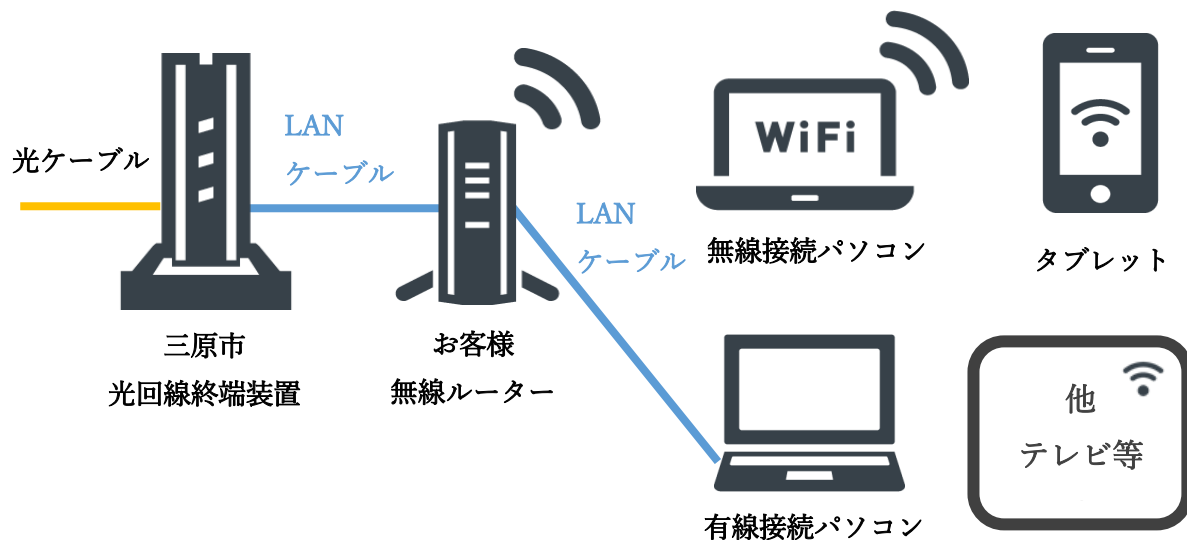 光ケーブル
LAN
ケーブル
三原市
光回線終端装置
お客様
無線ルーター
LAN
ケーブル
WiFi
無線接続パソコン
タブレット
有線接続パソコン
他
テレビ等